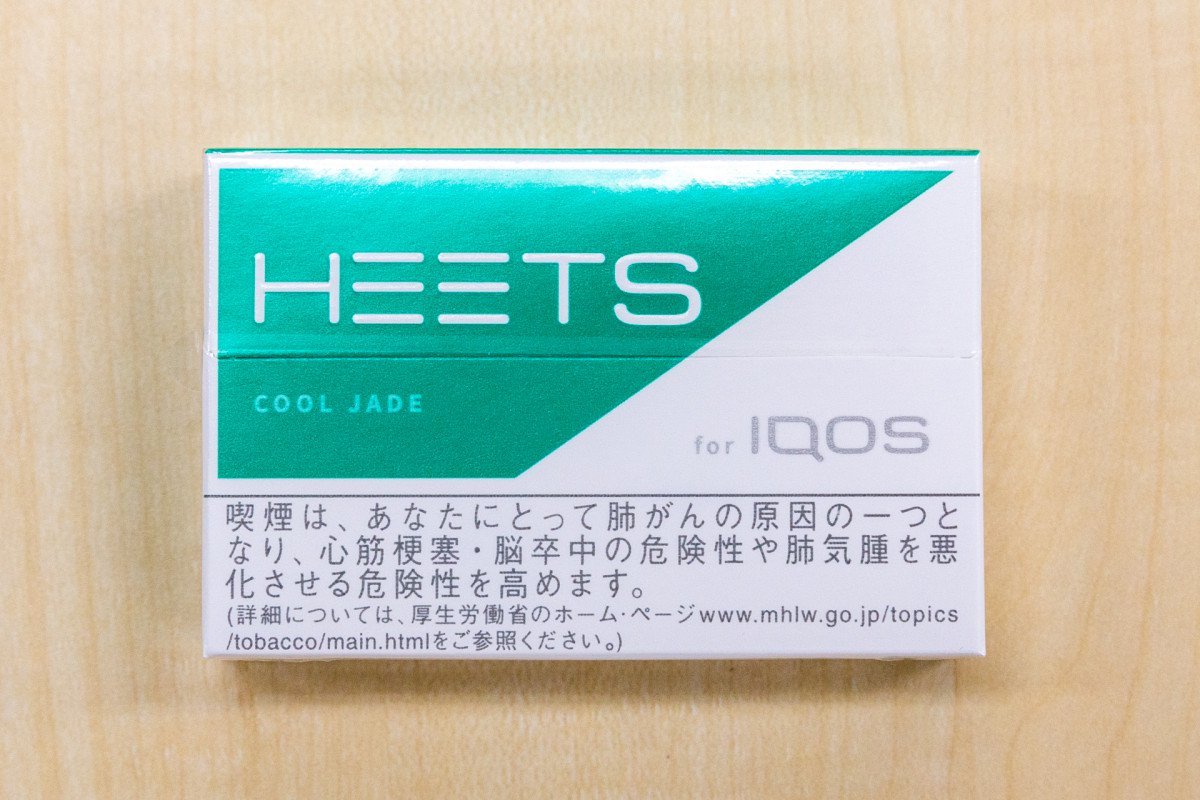 HEETS
COOL JADE
for IQOS
喫煙は、あなたにとって肺がんの原因の一つと
なり、心筋梗塞・脳卒中の危険性や肺気腫を悪
化させる危険性を高めます。
(詳細については、厚生労働省のホーム・ページwww.mhlw.go.jp/topics
/tobacco/main.htmlをご参照ください。)